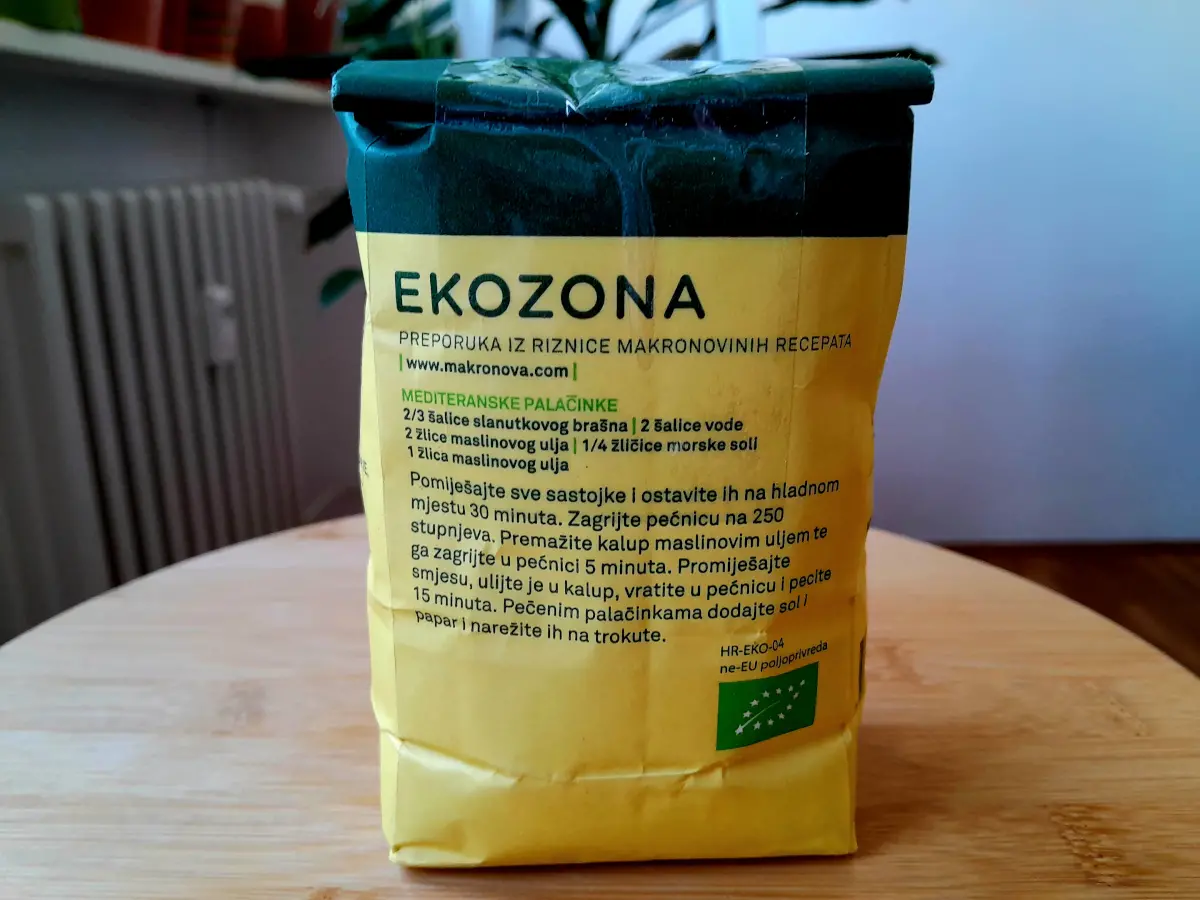 EKOZONA
PREPORUKA IZ RIZNICE MAKRONOVINIH RECEPATA
| www.makronova.com |
MEDITERANSKE PALAČINKE
2/3 šalice slanutkovog brašna | 2 šalice vode
2 žlice maslinovog ulja | 1/4 žličice morske soli
1 žlica maslinovog ulja
Pomiješajte sve sastojke i ostavite ih na hladnom
mjestu 30 minuta. Zagrijte pećnicu na 250
stupnjeva. Premažite kalup maslinovim uljem te
ga zagrijte u pećnici 5 minuta. Promiješajte
smjesu, ulijte je u kalup, vratite u pećnicu i pecite
15 minuta. Pečenim palačinkama dodajte sol i
papar i narežite ih na trokute.
HR-EKO-04
ne-EU poljoprivreda